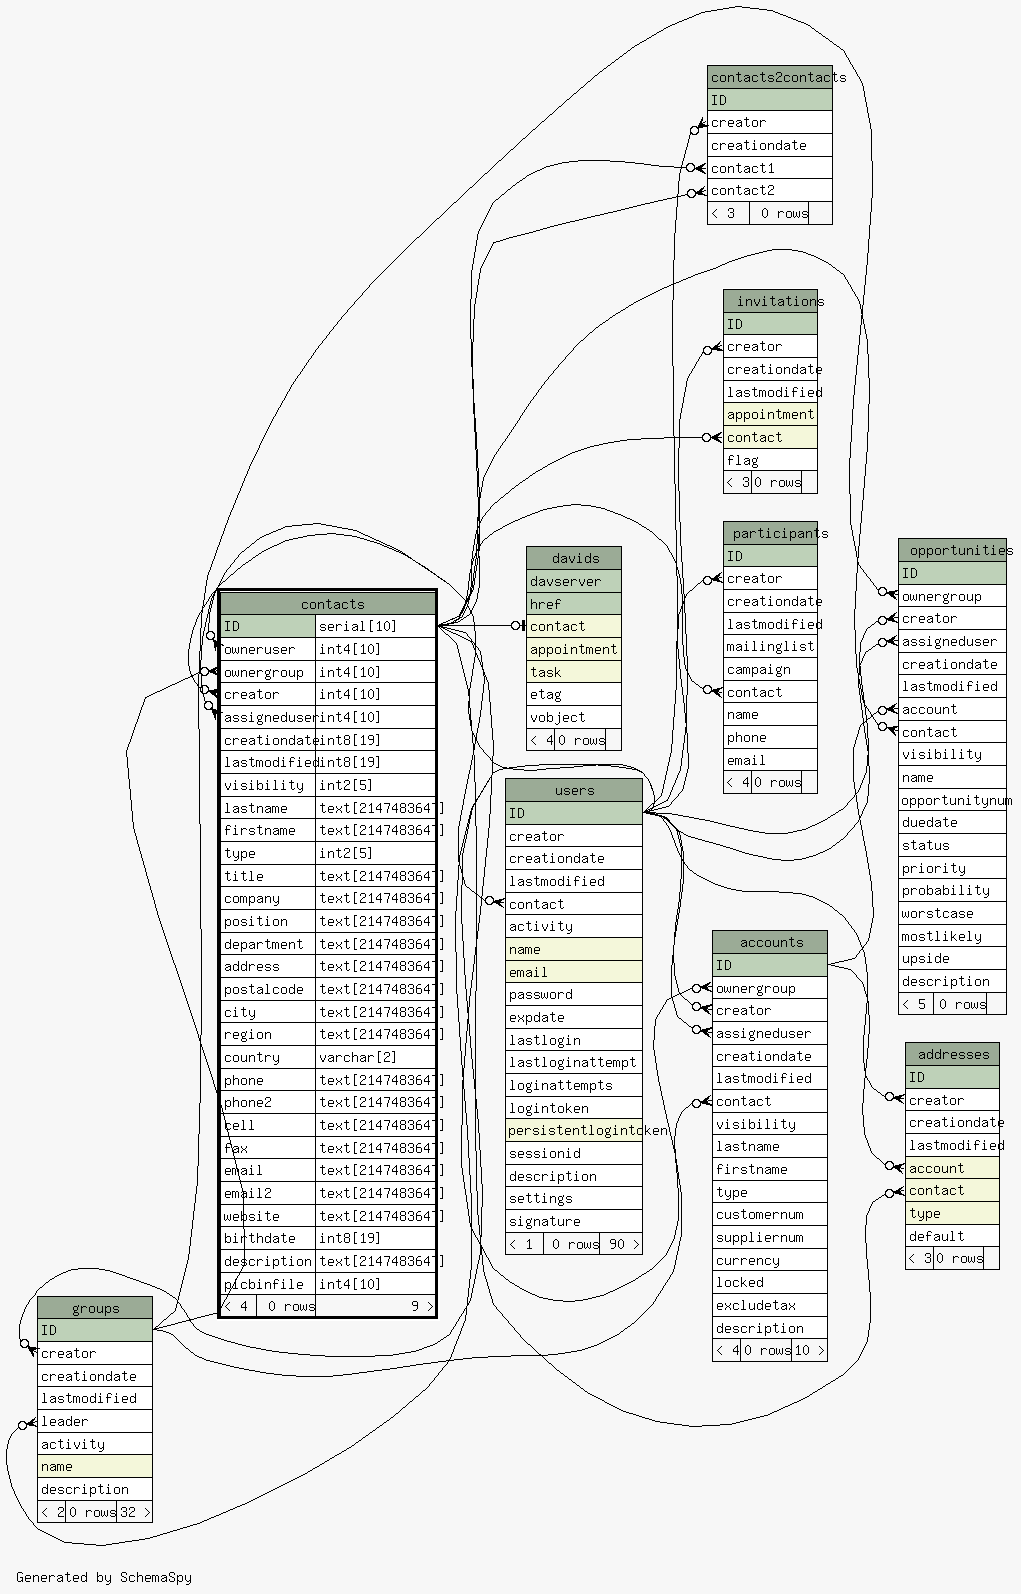 contacts2contacts
ID
creator
creationdate
contact1
contact2
< 3 0 rows
invitations
ID
creator
creationdate
lastmodified
appointment
contact
flag
< 3 0 rows
participants
ID
creator
creationdate
lastmodified
mailinglist
campaign
contact
name
phone
email
< 4 0 rows
opportunities
ID
ownergroup
creator
assigneduser
creationdate
lastmodified
account
contact
visibility
name
opportunitynum
duedate
status
priority
probability
worstcase
mostlikely
upside
description
< 5 0 rows
davids
davserver
href
contact
appointment
task
etag
vobject
< 4 0 rows
contacts
ID serial[10]
owneruser int4[10]
ownergroup int4[10]
creator int4[10]
assigneduser int4[10]
creationdate int8[19]
lastmodified int8[19]
visibility int2[5]
lastname text[2147483647]
firstname text[2147483647]
type int2[5]
title text[2147483647]
company text[2147483647]
position text[2147483647]
department text[2147483647]
address text[2147483647]
postalcode text[2147483647]
city text[2147483647]
region text[2147483647]
country varchar[2]
phone text[2147483647]
phone2 text[2147483647]
cell text[2147483647]
fax text[2147483647]
email text[2147483647]
email2 text[2147483647]
website text[2147483647]
birthdate int8[19]
description text[2147483647]
picbinfile int4[10]
< 4 0 rows 9 >
users
ID
creator
creationdate
lastmodified
contact
activity
name
email
password
expdate
lastlogin
lastloginattempt
loginattempts
logintoken
persistentlogintoken
sessionid
description
settings
signature
< 1 0 rows 90 >
accounts
ID
ownergroup
creator
assigneduser
creationdate
lastmodified
contact
visibility
lastname
firstname
type
customernum
suppliernum
currency
locked
excludetax
description
< 4 0 rows 10 >
addresses
ID
creator
creationdate
lastmodified
account
contact
type
default
< 3 0 rows
groups
ID
creator
creationdate
lastmodified
leader
activity
name
description
< 2 0 rows 32 >
Generated by SchemaSpy